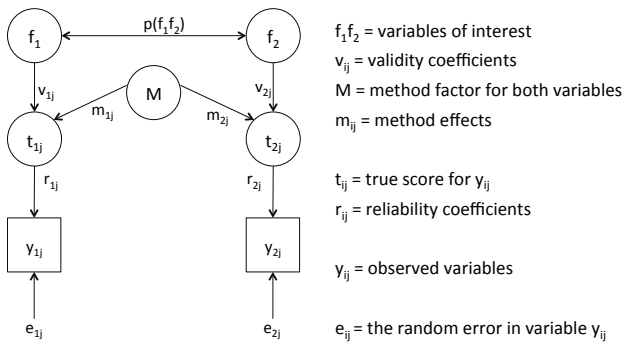 p(f₁f₂)
f₁
f₂
v₁ⱼ
v₂ⱼ
M
m₁ⱼ
m₂ⱼ
t₁ⱼ
t₂ⱼ
r₁ⱼ
r₂ⱼ
y₁ⱼ
y₂ⱼ
e₁ⱼ
e₂ⱼ
f₁f₂ = variables of interest
vᵢⱼ = validity coefficients
M = method factor for both variables
mᵢⱼ = method effects
tᵢⱼ = true score for yᵢⱼ
rᵢⱼ = reliability coefficients
yᵢⱼ = observed variables
eᵢⱼ = the random error in variable yᵢⱼ